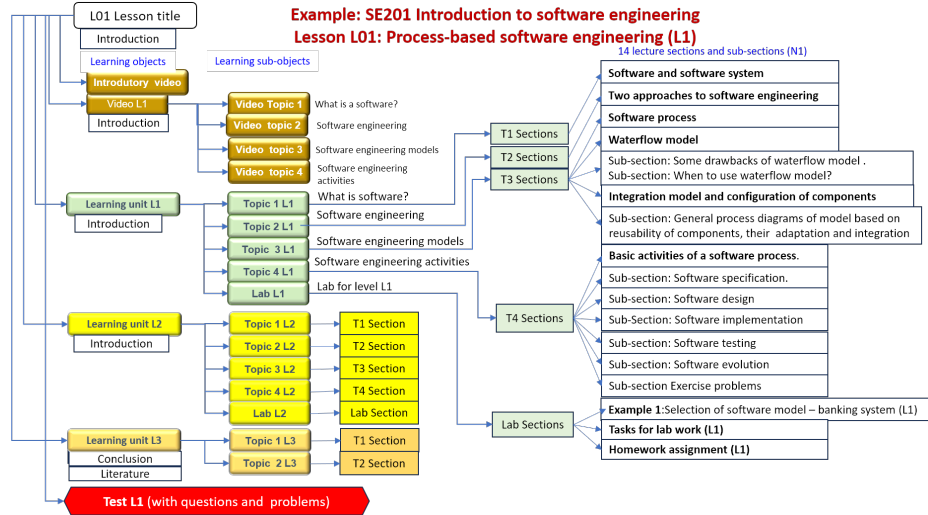 Example: SE201 Introduction to software engineering
Lesson L01: Process-based software engineering (L1)
L01 Lesson title
Introduction
14 lecture sections and sub-sections (N1)
Learning objects
Learning sub-objects
Introdutory video
Video L1
Introduction
Video Topic 1
What is a software?
Video topic 2
Software engineering
Video topic 3
Software engineering models
Video topic 4
Software engineering
activities
Learning unit L1
Introduction
Topic 1 L1
What is software?
Topic 2 L1
Software engineering
Topic 3 L1
Software engineering models
Topic 4 L1
Software engineering activities
Lab L1
Lab for level L1
T1 Sections
T2 Sections
T3 Sections
Software and software system
Two approaches to software engineering
Software process
Waterflow model
Sub-section: Some drawbacks of waterflow model .
Sub-section: When to use waterflow model?
Integration model and configuration of components
Sub-section: General process diagrams of model based on
reusability of components, their adaptation and integration
T4 Sections
Basic activities of a software process.
Sub-section: Software specification.
Sub-section: Software design
Sub-Section: Software implementation
Sub-section: Software testing
Sub-section: Software evolution
Sub-section Exercise problems
Lab Sections
Example 1:Selection of software model – banking system (L1)
Tasks for lab work (L1)
Homework assignment (L1)
Learning unit L2
Introduction
Topic 1 L2
T1 Section
Topic 2 L2
T2 Section
Topic 3 L2
T3 Section
Topic 4 L2
T4 Section
Lab L2
Lab Section
Learning unit L3
Conclusion
Literature
Topic 1 L3
T1 Section
Topic 2 L3
T2 Section
Test L1 (with questions and problems)